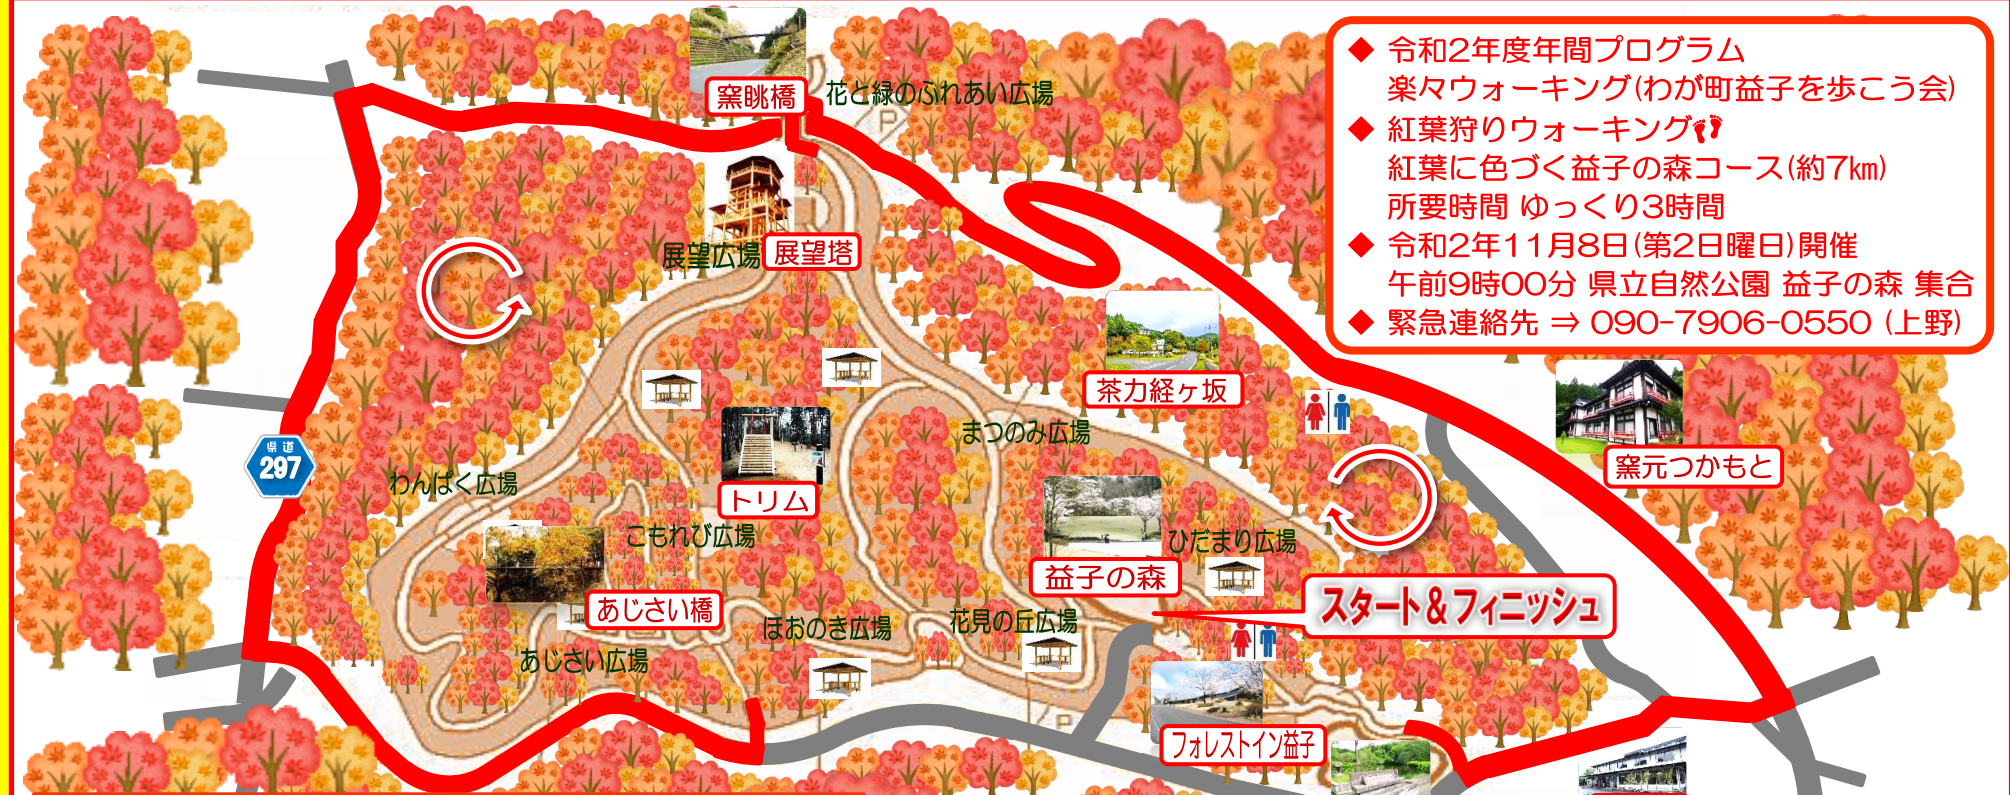 ◆ 令和2年度年間プログラム
楽々ウォーキング(わが町益子を歩こう会)
◆ 紅葉狩りウォーキング
紅葉に色づく益子の森コース(約7㎞)
所要時間 ゆっくり3時間
◆ 令和2年11月8日(第2日曜日)開催
午前9時00分 県立自然公園 益子の森 集合
◆ 緊急連絡先 ⇒ 090-7906-0550 (上野)
窯眺橋
花と緑のふれあい広場
P
展望広場
展望塔
茶力経ヶ坂
まつのみ広場
窯元つかもと
県道
297
わんぱく広場
トリム
こもれび広場
ひだまり広場
益子の森
スタート&フィニッシュ
あじさい橋
ほおのき広場
花見の丘広場
あじさい広場
P
フォレストイン益子